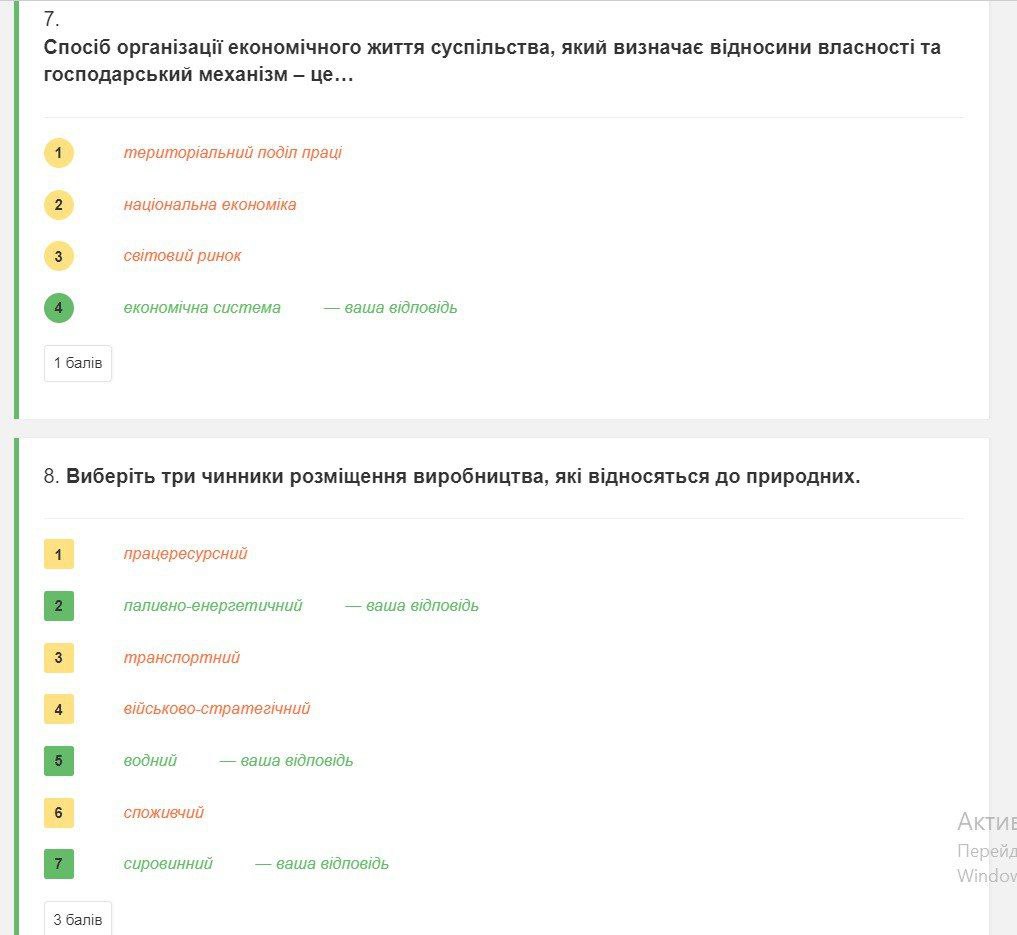 7.
Спосіб організації економічного життя суспільства, який визначає відносини власності та
господарський механізм – це…
1 територіальний поділ праці
2 національна економіка
3 світовий ринок
4 економічна система — ваша відповідь
1 балів
8. Виберіть три чинники розміщення виробництва, які відносяться до природних.
1 працересурсний
2 паливно-енергетичний — ваша відповідь
3 транспортний
4 військово-стратегічний
5 водний — ваша відповідь
6 споживчий
7 сировинний — ваша відповідь
3 балів
Актив
Перейд
Window